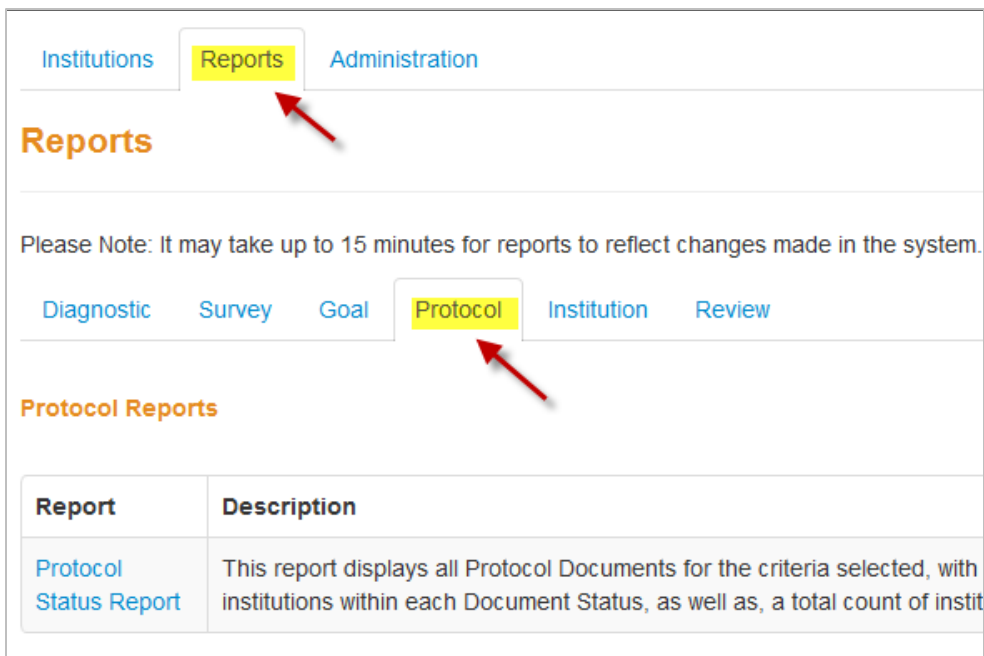 Institutions Reports Administration
Reports
Please Note: It may take up to 15 minutes for reports to reflect changes made in the system.
Diagnostic Survey Goal Protocol Institution Review
Protocol Reports
Report Description
Protocol This report displays all Protocol Documents for the criteria selected, with
Status Report institutions within each Document Status, as well as, a total count of